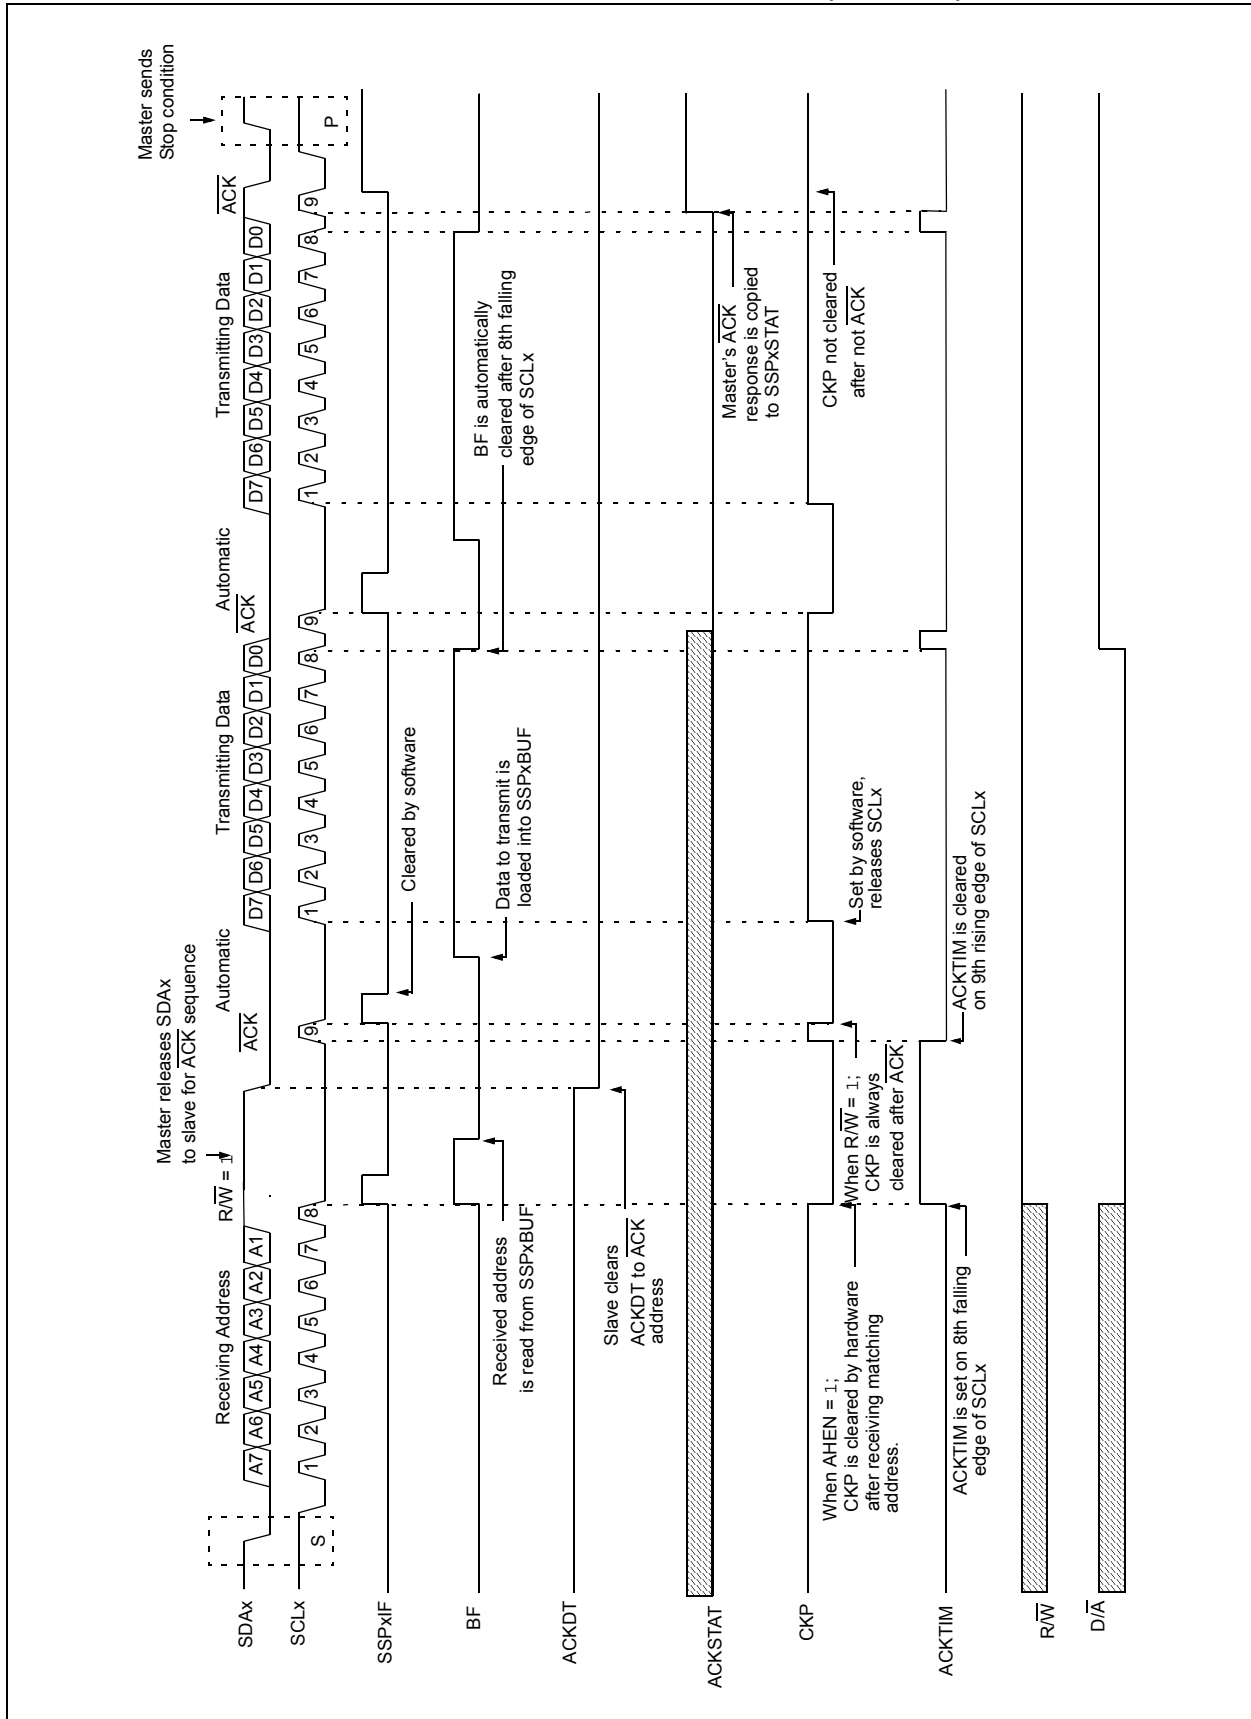 Master sends
Stop condition
Master releases SDAx
to slave for ACK sequence
Receiving Address
R/W = 1
ACK
Automatic
Transmitting Data
ACK
Automatic
Transmitting Data
ACK
SDAx
A7 A6 A5 A4 A3 A2 A1
D7 D6 D5 D4 D3 D2 D1 D0
D7 D6 D5 D4 D3 D2 D1 D0
SCLx
S
1 2 3 4 5 6 7 8 9
1 2 3 4 5 6 7 8 9
1 2 3 4 5 6 7 8 9
P
SSPxIF
Cleared by software
BF
Received address
is read from SSPxBUF
Data to transmit is
loaded into SSPxBUF
BF is automatically
cleared after 8th falling
edge of SCLx
ACKDT
Slave clears
ACKDT to ACK
address
ACKSTAT
Master's ACK
response is copied
to SSPxSTAT
CKP
When AHEN = 1;
CKP is cleared by hardware
after receiving matching
address.
When R/W = 1;
CKP is always
cleared after ACK
Set by software,
releases SCLx
CKP not cleared
after not ACK
ACKTIM
ACKTIM is set on 8th falling
edge of SCLx
ACKTIM is cleared
on 9th rising edge of SCLx
R/W
D/A